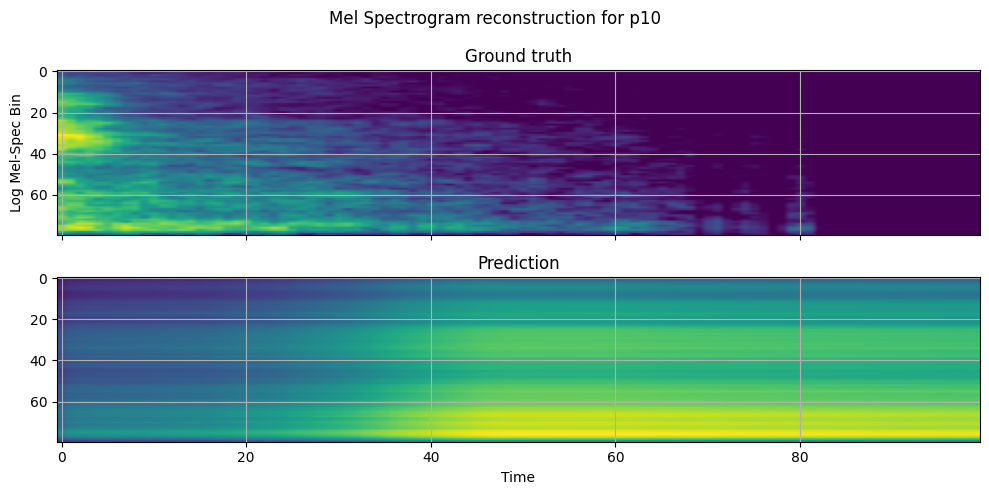 Mel Spectrogram reconstruction for p10
Ground truth
0
20
40
60
Log Mel-Spec Bin
Prediction
0
20
40
60
0 20 40 60 80
Time